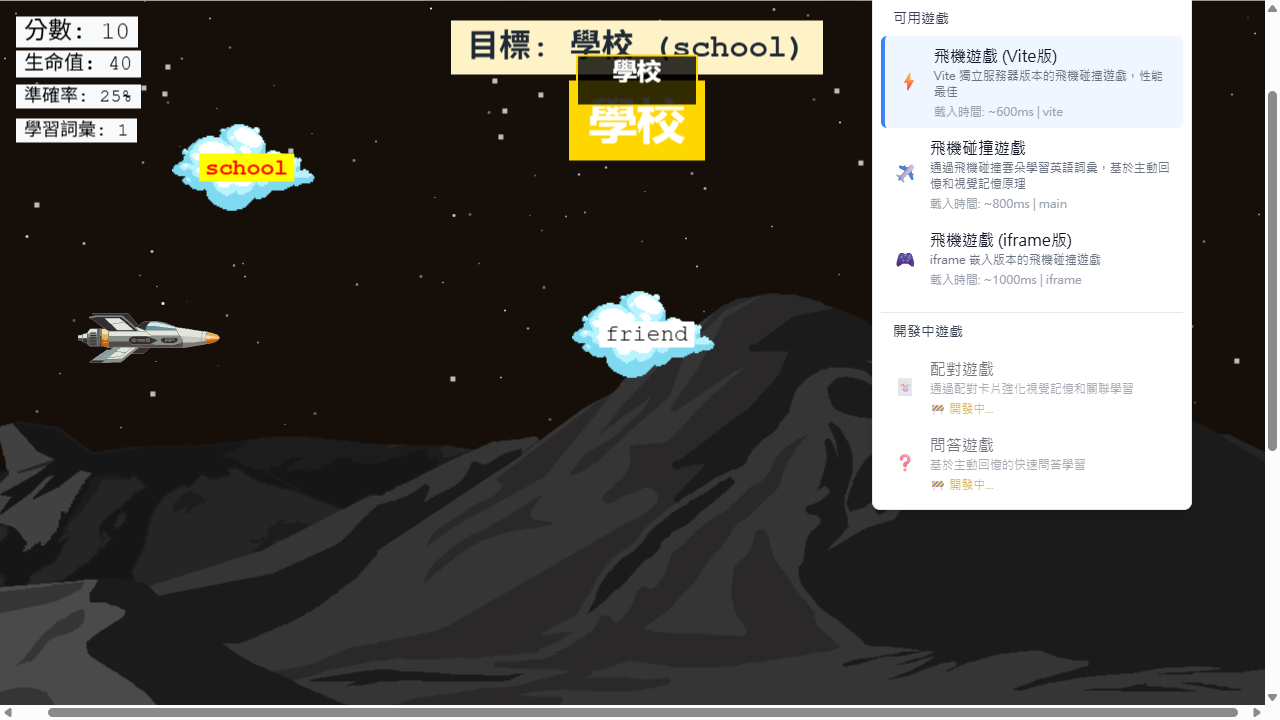 分數: 10
生命值: 40
準確率: 25%
學習詞彙: 1
目標: 學校 (school)
學校
學校
school
friend
可用遊戲
飛機遊戲 (Vite版)
Vite 獨立服務器版本的飛機碰撞遊戲，性能
最佳
載入時間: ~600ms | vite
飛機碰撞遊戲
通過飛機碰撞雲朵學習英語詞彙，基於主動回
憶和視覺記憶原理
載入時間: ~800ms | main
飛機遊戲 (iframe版)
iframe 嵌入版本的飛機碰撞遊戲
載入時間: ~1000ms | iframe
開發中遊戲
配對遊戲
通過配對卡片強化視覺記憶和關聯學習
開發中...
問答遊戲
基於主動回憶的快速問答學習
開發中...